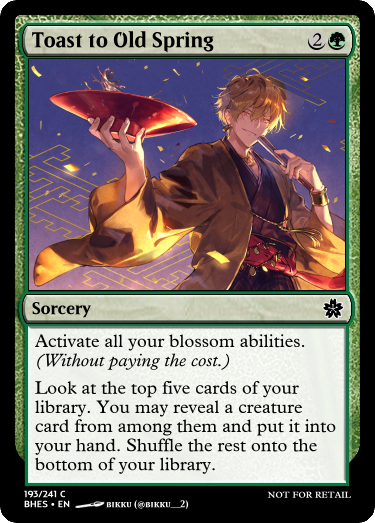 Toast to Old Spring 2
Sorcery
Activate all your blossom abilities.
(Without paying the cost.)
Look at the top five cards of your
library. You may reveal a creature
card from among them and put it into
your hand. Shuffle the rest onto the
bottom of your library.
193/241 C NOT FOR RETAIL
BHES • EN BIKKU (@BIKKU__2)